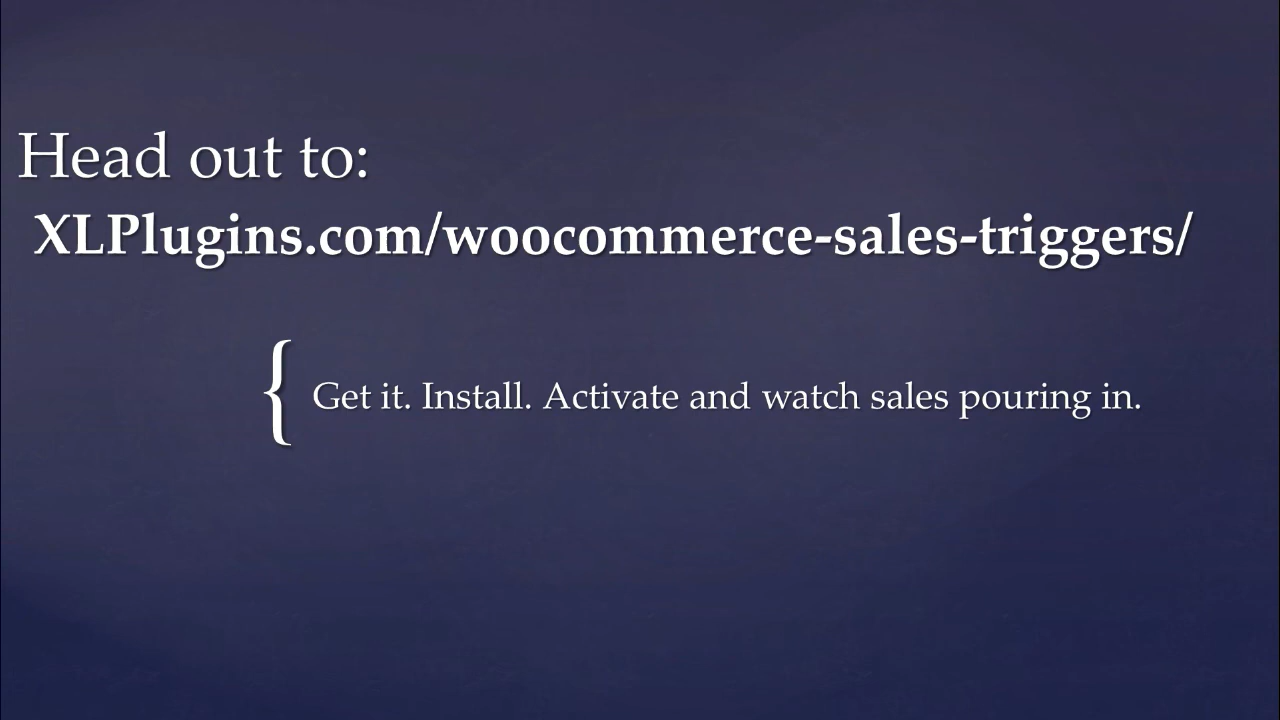 Head out to:
XLPlugins.com/woocommerce-sales-triggers/
{ Get it. Install. Activate and watch sales pouring in.